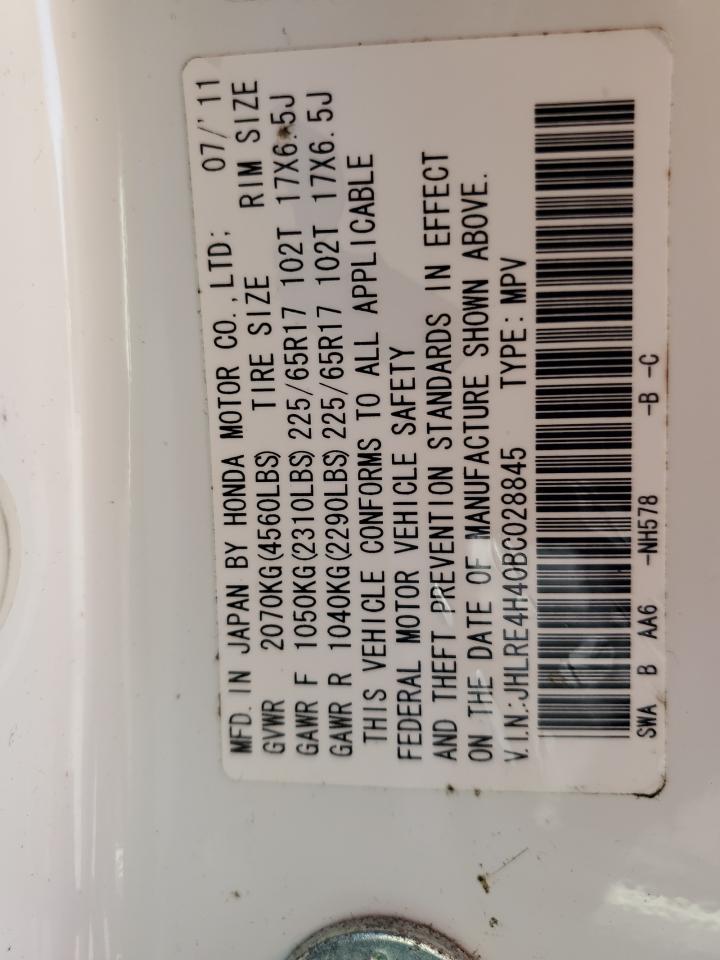 MFD. IN JAPAN BY HONDA MOTOR CO.,LTD; 07/'11
GVWR 2070KG(4560LBS) TIRE SIZE RIM SIZE
GAWR F 1050KG(2310LBS) 225/65R17 102T 17X6.5J
GAWR R 1040KG(2290LBS) 225/65R17 102T 17X6.5J
THIS VEHICLE CONFORMS TO ALL APPLICABLE
FEDERAL MOTOR VEHICLE SAFETY
AND THEFT PREVENTION STANDARDS IN EFFECT
ON THE DATE OF MANUFACTURE SHOWN ABOVE.
V.I.N.:JHLRE4H40BC028845 TYPE: MPV
SWA B AA6 -NH578 -B -C